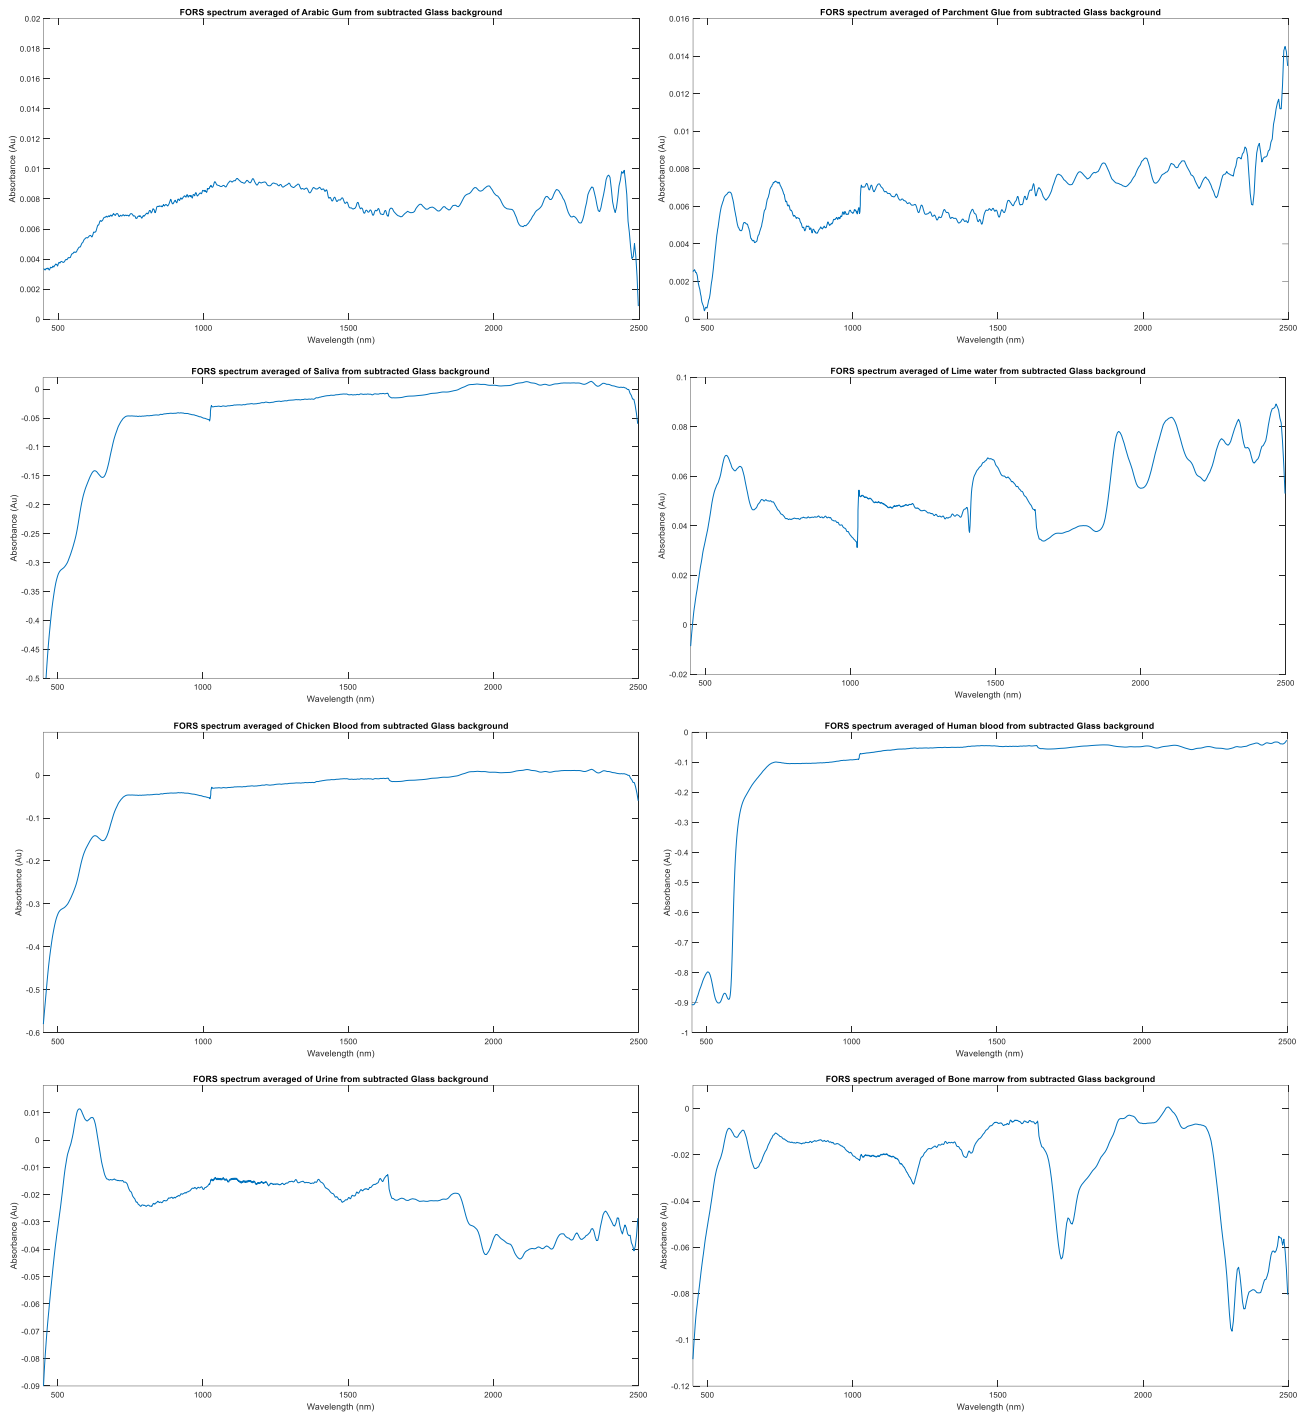 FORS spectrum averaged of Arabic Gum from subtracted Glass background
0.02
0.018
0.016
0.014
0.012
0.01
0.008
0.006
0.004
0.002
0
Absorbance (Au)
500 1000 1500 2000 2500
Wavelength (nm)
FORS spectrum averaged of Parchment Glue from subtracted Glass background
0.016
0.014
0.012
0.01
0.008
0.006
0.004
0.002
0
Absorbance (Au)
500 1000 1500 2000 2500
Wavelength (nm)
FORS spectrum averaged of Saliva from subtracted Glass background
0
-0.05
-0.1
-0.15
-0.2
-0.25
-0.3
-0.35
-0.4
-0.45
-0.5
Absorbance (Au)
500 1000 1500 2000 2500
Wavelength (nm)
FORS spectrum averaged of Lime water from subtracted Glass background
0.1
0.08
0.06
0.04
0.02
0
-0.02
Absorbance (Au)
500 1000 1500 2000 2500
Wavelength (nm)
FORS spectrum averaged of Chicken Blood from subtracted Glass background
0
-0.1
-0.2
-0.3
-0.4
-0.5
-0.6
Absorbance (Au)
500 1000 1500 2000 2500
Wavelength (nm)
FORS spectrum averaged of Human blood from subtracted Glass background
0
-0.1
-0.2
-0.3
-0.4
-0.5
-0.6
-0.7
-0.8
-0.9
-1
Absorbance (Au)
500 1000 1500 2000 2500
Wavelength (nm)
FORS spectrum averaged of Urine from subtracted Glass background
0.01
0
-0.01
-0.02
-0.03
-0.04
-0.05
-0.06
-0.07
-0.08
-0.09
Absorbance (Au)
500 1000 1500 2000 2500
Wavelength (nm)
FORS spectrum averaged of Bone marrow from subtracted Glass background
0
-0.02
-0.04
-0.06
-0.08
-0.1
-0.12
Absorbance (Au)
500 1000 1500 2000 2500
Wavelength (nm)